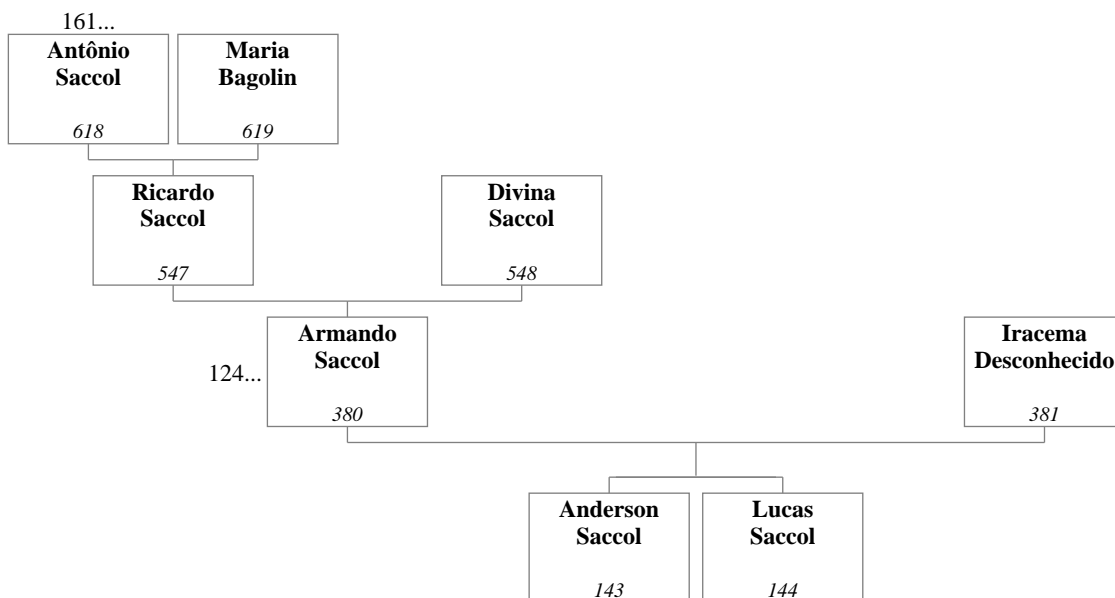 161...
Antônio
Saccol
618
Maria
Bagolin
619
Ricardo
Saccol
547
Divina
Saccol
548
124...
Armando
Saccol
380
Iracema
Desconhecido
381
Anderson
Saccol
143
Lucas
Saccol
144